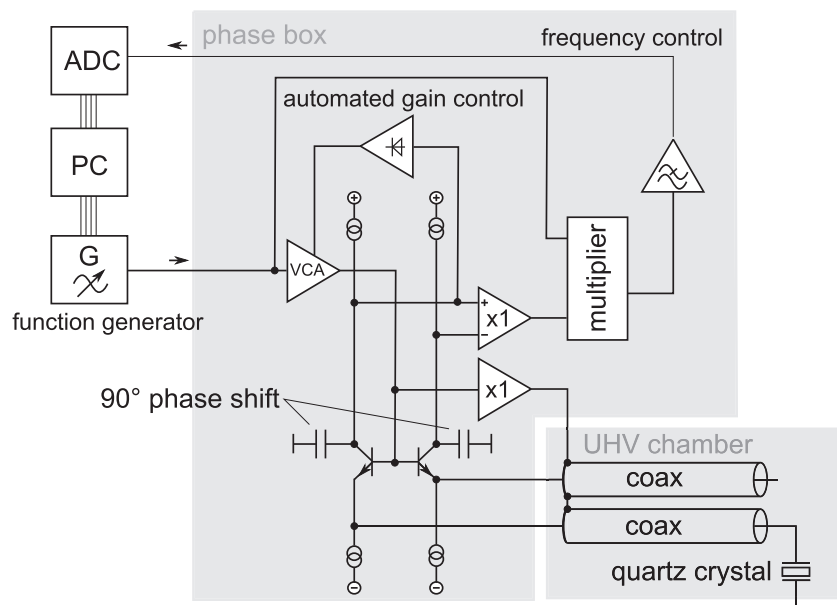 phase box
frequency control
ADC
automated gain control
PC
G
VCA
multiplier
+
x1
−
function generator
x1
90° phase shift
UHV chamber
coax
coax
quartz crystal